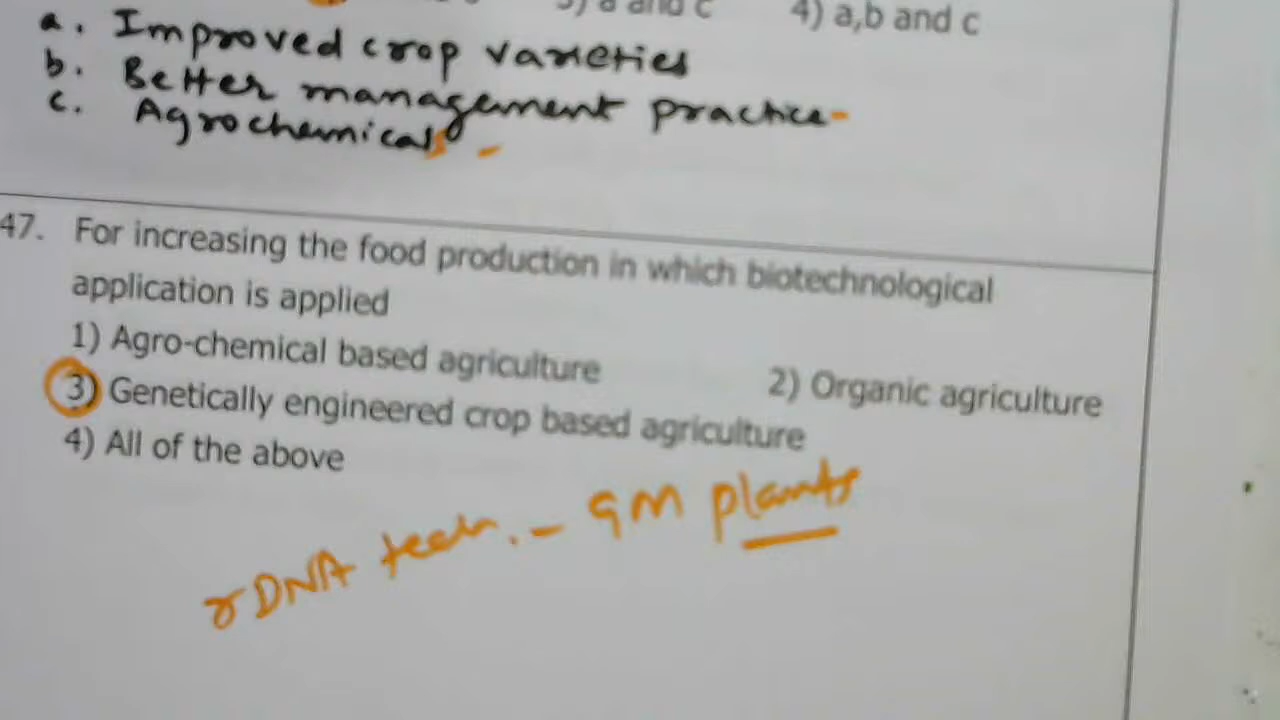 3) a and c 4) a,b and c
a. Improved crop varieties
b. Better management practice
c. Agrochemicals
47. For increasing the food production in which biotechnological
application is applied
1) Agro-chemical based agriculture 2) Organic agriculture
3) Genetically engineered crop based agriculture
4) All of the above
rDNA tech. - GM plants